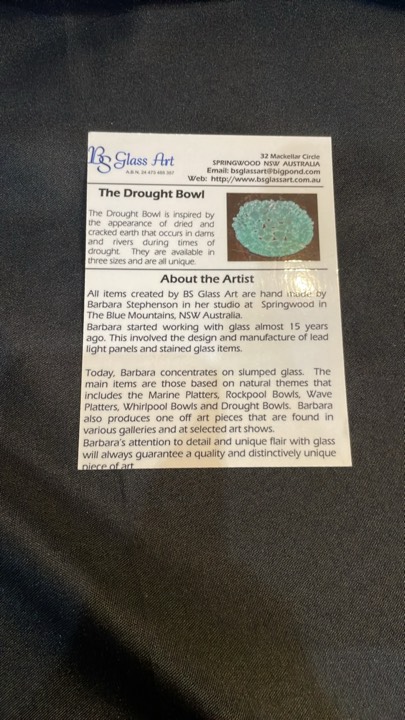 BS Glass Art
32 Mackellar Circle
SPRINGWOOD NSW AUSTRALIA
Email: bsglassart@bigpond.com
Web: http://www.bsglassart.com.au
The Drought Bowl
The Drought Bowl is inspired by
the appearance of dried and
cracked earth that occurs in dams
and rivers during times of
drought. They are available in
three sizes and are all unique.
About the Artist
All items created by BS Glass Art are hand made by
Barbara Stephenson in her studio at Springwood in
The Blue Mountains, NSW Australia.
Barbara started working with glass almost 15 years
ago. This involved the design and manufacture of lead
light panels and stained glass items.
Today, Barbara concentrates on slumped glass. The
main items are those based on natural themes that
includes the Marine Platters, Rockpool Bowls, Wave
Platters, Whirlpool Bowls and Drought Bowls. Barbara
also produces one off art pieces that are found in
various galleries and at selected art shows.
Barbara's attention to detail and unique flair with glass
will always guarantee a quality and distinctively unique
piece of art